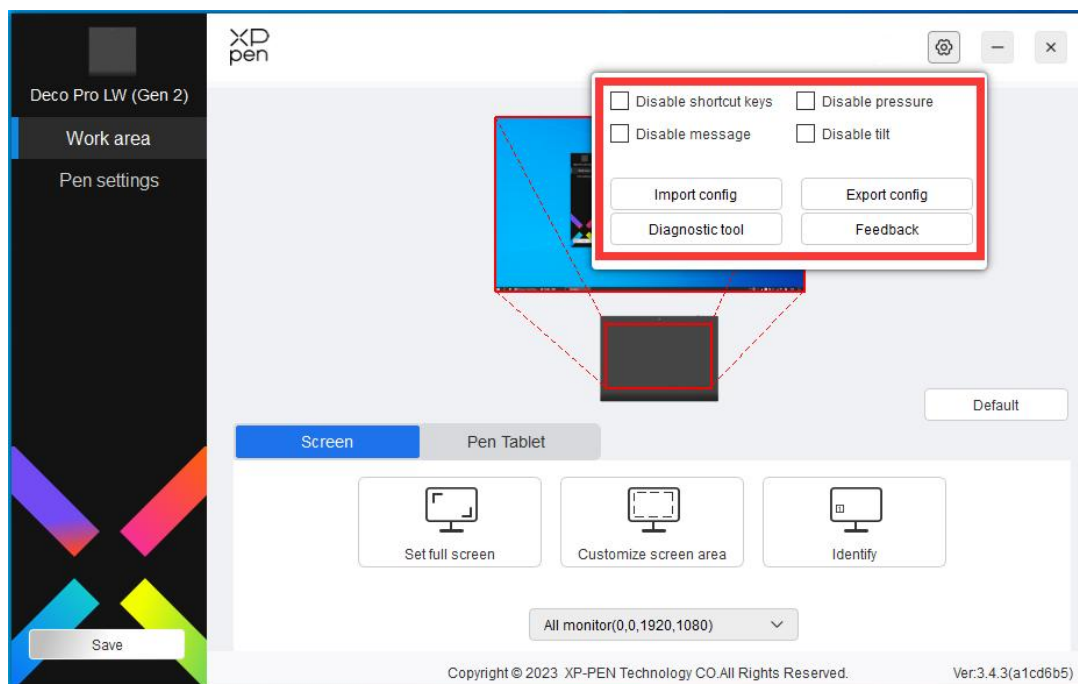 XP
pen
Deco Pro LW (Gen 2)
Work area
Pen settings
Disable shortcut keys
Disable pressure
Disable message
Disable tilt
Import config
Export config
Diagnostic tool
Feedback
Default
Screen
Pen Tablet
Set full screen
Customize screen area
1
Identify
All monitor(0,0,1920,1080)
Save
Copyright © 2023 XP-PEN Technology CO.All Rights Reserved.
Ver:3.4.3(a1cd6b5)